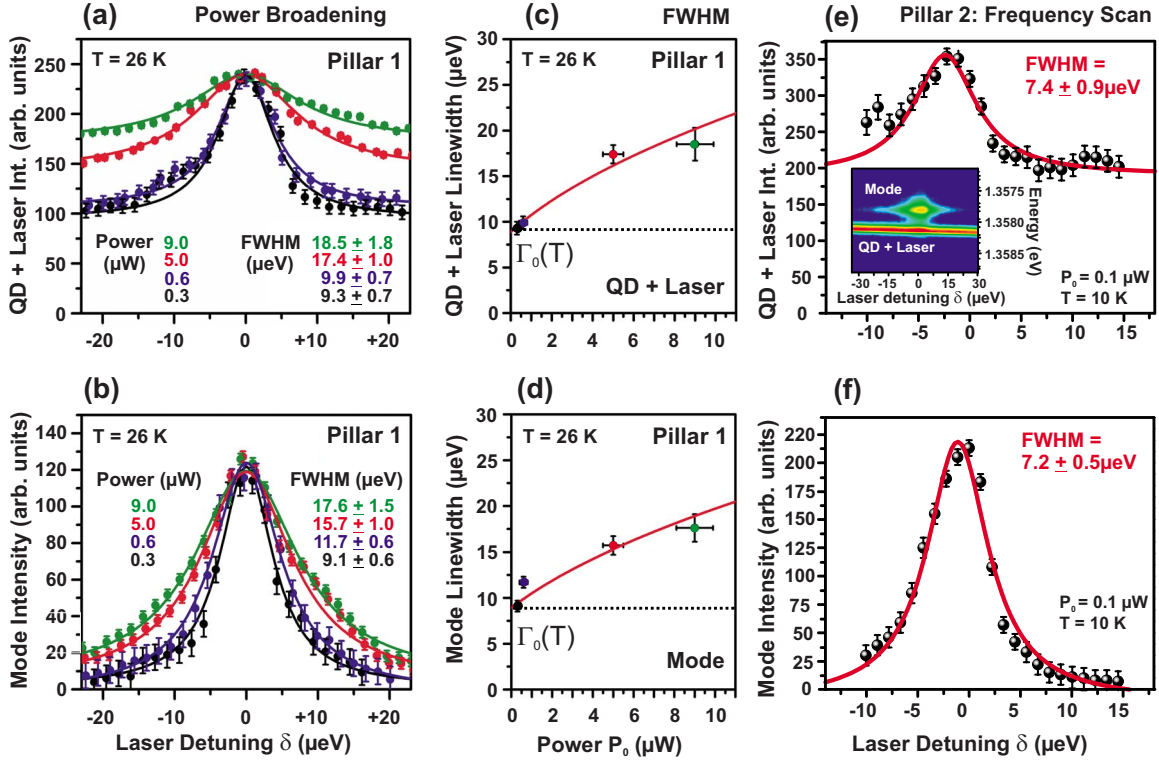 (a) Power Broadening
T = 26 K Pillar 1
QD + Laser Int. (arb. units)
250
200
150
100
50
0
Power (µW) FWHM (µeV)
9.0 18.5 ± 1.8
5.0 17.4 ± 1.0
0.6 9.9 ± 0.7
0.3 9.3 ± 0.7
-20 -10 0 +10 +20
(b)
T = 26 K Pillar 1
Mode Intensity (arb. units)
140
120
100
80
60
40
20
0
Power (µW) FWHM (µeV)
9.0 17.6 ± 1.5
5.0 15.7 ± 1.0
0.6 11.7 ± 0.6
0.3 9.1 ± 0.6
-20 -10 0 +10 +20
Laser Detuning δ (µeV)
(c) FWHM
T = 26 K Pillar 1
QD + Laser Linewidth (µeV)
30
25
20
15
10
5
0
Γ0(T)
QD + Laser
0 2 4 6 8 10
(d)
T = 26 K Pillar 1
Mode Linewidth (µeV)
30
25
20
15
10
5
0
Γ0(T)
Mode
0 2 4 6 8 10
Power P0 (µW)
(e) Pillar 2: Frequency Scan
QD + Laser Int. (arb. units)
350
300
250
200
150
100
50
0
FWHM =
7.4 ± 0.9µeV
Mode
QD + Laser
1.3575
1.3580
1.3585
Energy (eV)
-30 -15 0 15 30
Laser detuning δ (µeV)
P0 = 0.1 µW
T = 10 K
-10 -5 0 5 10 15
(f)
Mode Intensity (arb. units)
220
200
175
150
125
100
75
50
25
0
FWHM =
7.2 ± 0.5µeV
P0 = 0.1 µW
T = 10 K
-10 -5 0 5 10 15
Laser Detuning δ (µeV)